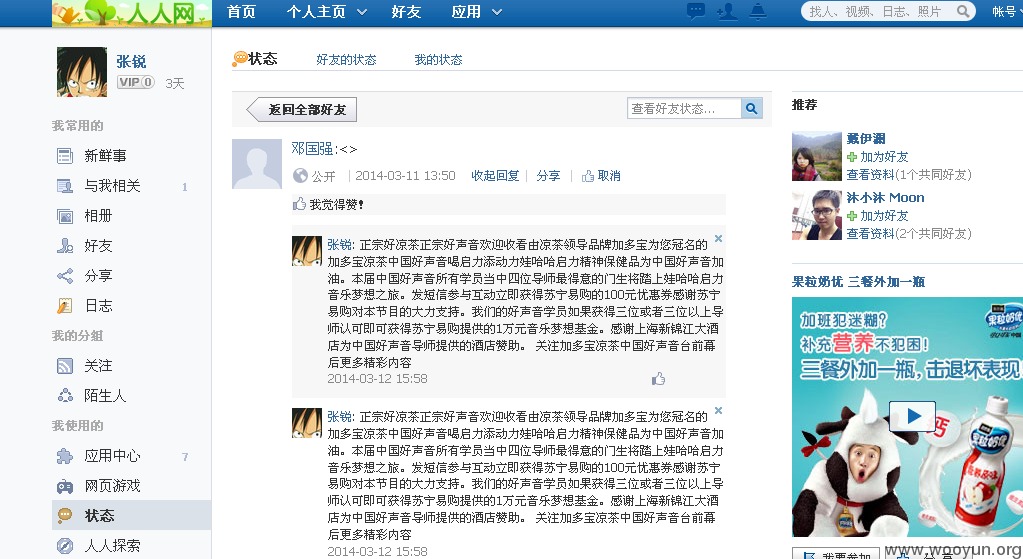 人人网 首页 个人主页 好友 应用 找人、视频、日志、照片 帐号
张锐
VIP 0 3天
我常用的
新鲜事
与我相关 1
相册
好友
分享
日志
我的分组
关注
陌生人
我使用的
应用中心 7
网页游戏
状态
人人探索
状态 好友的状态 我的状态
返回全部好友 查看好友状态...
邓国强:<>
公开 | 2014-03-11 13:50 收起回复 | 分享 | 取消
我觉得赞!
张锐: 正宗好凉茶正宗好声音欢迎收看由凉茶领导品牌加多宝为您冠名的
加多宝凉茶中国好声音喝启力添动力娃哈哈启力精神保健品为中国好声音加
油。本届中国好声音所有学员当中四位导师最得意的门生将踏上娃哈哈启力
音乐梦想之旅。发短信参与互动立即获得苏宁易购的100元优惠券感谢苏宁
易购对本节目的大力支持。我们的好声音学员如果获得三位或者三位以上导
师认可即可获得苏宁易购提供的1万元音乐梦想基金。感谢上海新锦江大酒
店为中国好声音导师提供的酒店赞助。 关注加多宝凉茶中国好声音台前幕
后更多精彩内容
2014-03-12 15:58
张锐: 正宗好凉茶正宗好声音欢迎收看由凉茶领导品牌加多宝为您冠名的
加多宝凉茶中国好声音喝启力添动力娃哈哈启力精神保健品为中国好声音加
油。本届中国好声音所有学员当中四位导师最得意的门生将踏上娃哈哈启力
音乐梦想之旅。发短信参与互动立即获得苏宁易购的100元优惠券感谢苏宁
易购对本节目的大力支持。我们的好声音学员如果获得三位或者三位以上导
师认可即可获得苏宁易购提供的1万元音乐梦想基金。感谢上海新锦江大酒
店为中国好声音导师提供的酒店赞助。 关注加多宝凉茶中国好声音台前幕
后更多精彩内容
2014-03-12 15:58
推荐
戴伊澜
加为好友
查看资料(1个共同好友)
沐小沐 Moon
加为好友
查看资料(2个共同好友)
果粒奶优 三餐外加一瓶
加班犯迷糊?
补充营养不犯困!
三餐外加一瓶,击退坏表现
果粒奶优
钙
我要参加 分享
www.wooyun.org